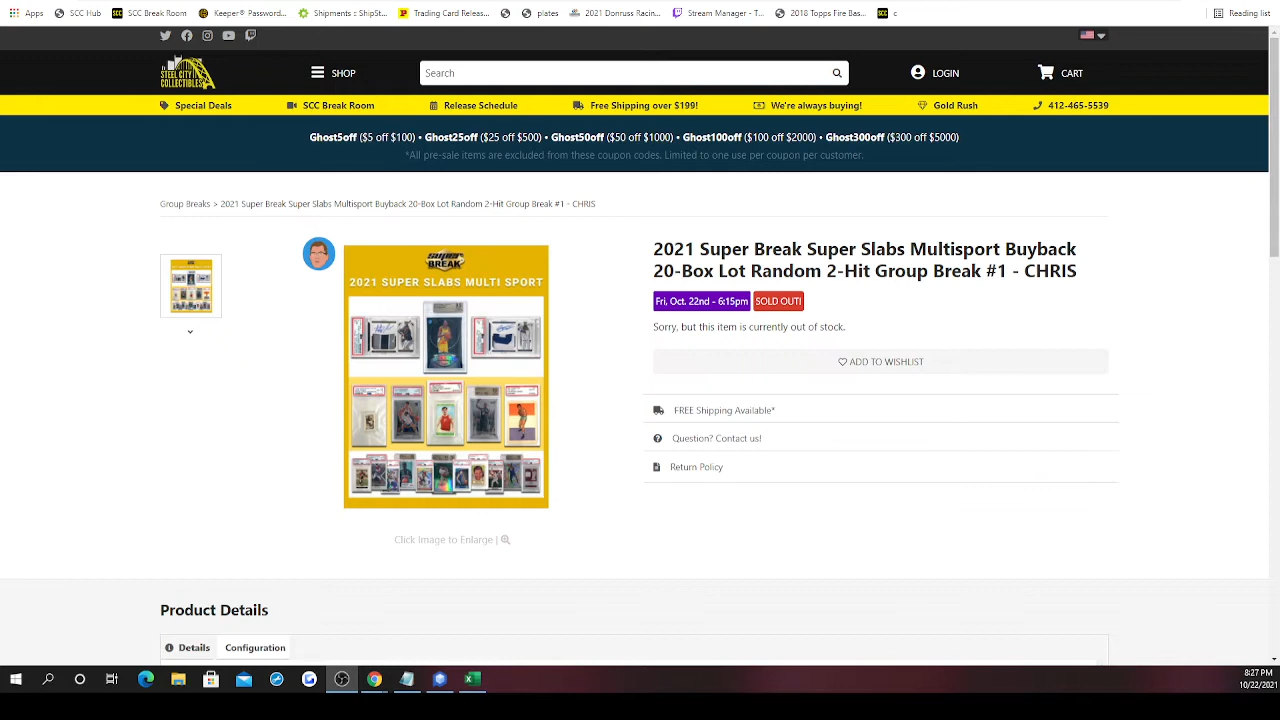 Apps SCC Hub SCC Break Room Keeper® Password... Shipments :: ShipSt... Trading Card Releas... plates 2021 Donruss Racin... Stream Manager - T... 2018 Topps Fire Bas... c Reading list
STEEL CITY
COLLECTIBLES
SHOP
Search
LOGIN
CART
Special Deals SCC Break Room Release Schedule Free Shipping over $199! We're always buying! Gold Rush 412-465-5539
Ghost5off ($5 off $100) • Ghost25off ($25 off $500) • Ghost50off ($50 off $1000) • Ghost100off ($100 off $2000) • Ghost300off ($300 off $5000)
*All pre-sale items are excluded from these coupon codes. Limited to one use per coupon per customer.
Group Breaks > 2021 Super Break Super Slabs Multisport Buyback 20-Box Lot Random 2-Hit Group Break #1 - CHRIS
SUPER
BREAK
2021 SUPER SLABS MULTI SPORT
Click Image to Enlarge |
2021 Super Break Super Slabs Multisport Buyback
20-Box Lot Random 2-Hit Group Break #1 - CHRIS
Fri, Oct. 22nd - 6:15pm SOLD OUT!
Sorry, but this item is currently out of stock.
ADD TO WISHLIST
FREE Shipping Available*
Question? Contact us!
Return Policy
Product Details
Details Configuration
8:27 PM
10/22/2021